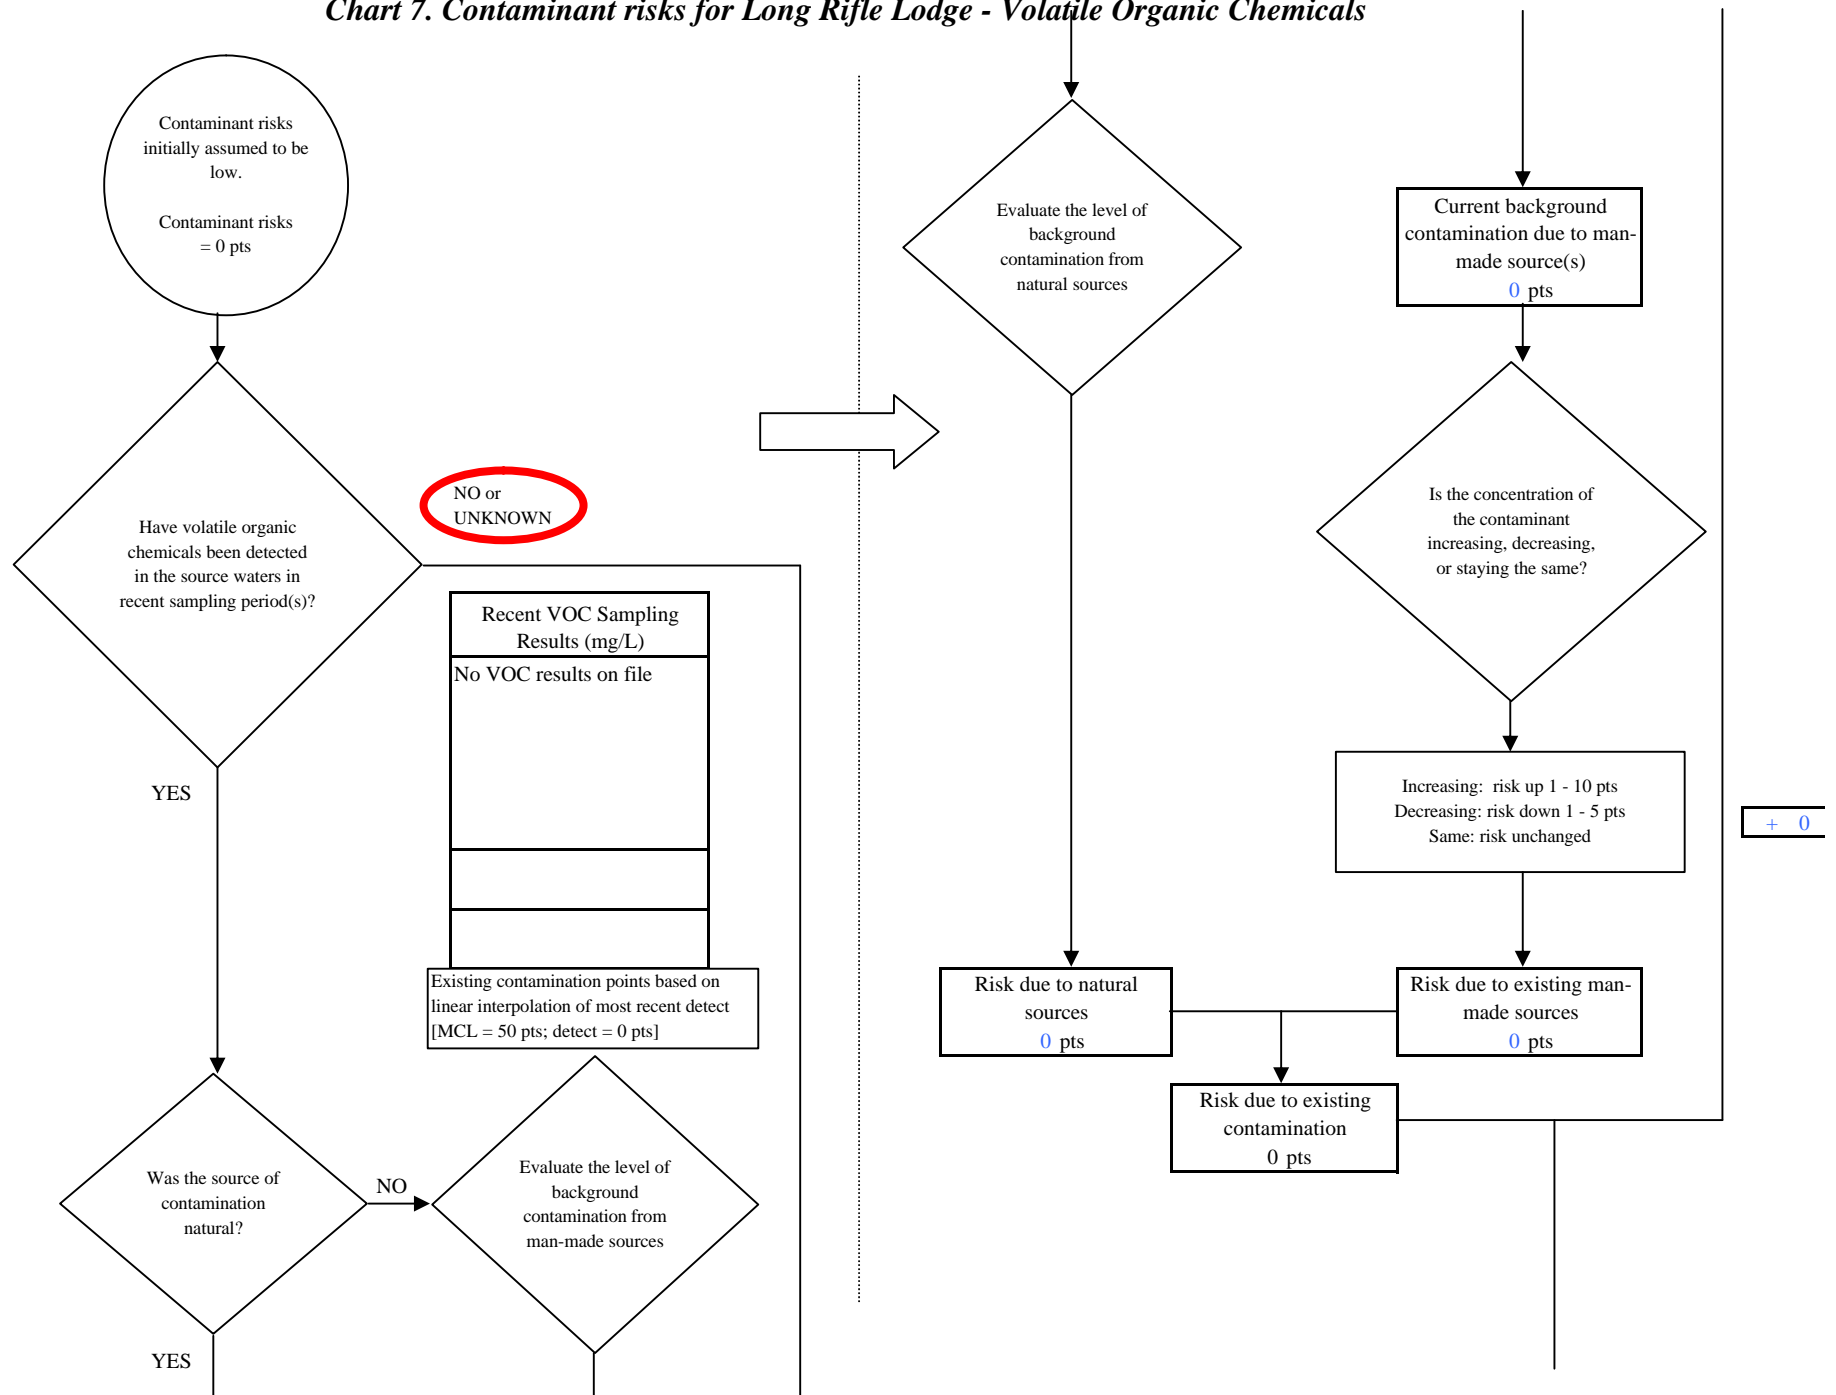 Chart 7. Contaminant risks for Long Rifle Lodge - Volatile Organic Chemicals
Contaminant risks
initially assumed to be
low.
Contaminant risks
= 0 pts
Have volatile organic
chemicals been detected
in the source waters in
recent sampling period(s)?
NO or
UNKNOWN
YES
Recent VOC Sampling
Results (mg/L)
No VOC results on file
Existing contamination points based on
linear interpolation of most recent detect
[MCL = 50 pts; detect = 0 pts]
Was the source of
contamination
natural?
NO
YES
Evaluate the level of
background
contamination from
man-made sources
Evaluate the level of
background
contamination from
natural sources
Current background
contamination due to man-
made source(s)
0 pts
Is the concentration of
the contaminant
increasing, decreasing,
or staying the same?
Increasing: risk up 1 - 10 pts
Decreasing: risk down 1 - 5 pts
Same: risk unchanged
+ 0
Risk due to natural
sources
0 pts
Risk due to existing man-
made sources
0 pts
Risk due to existing
contamination
0 pts